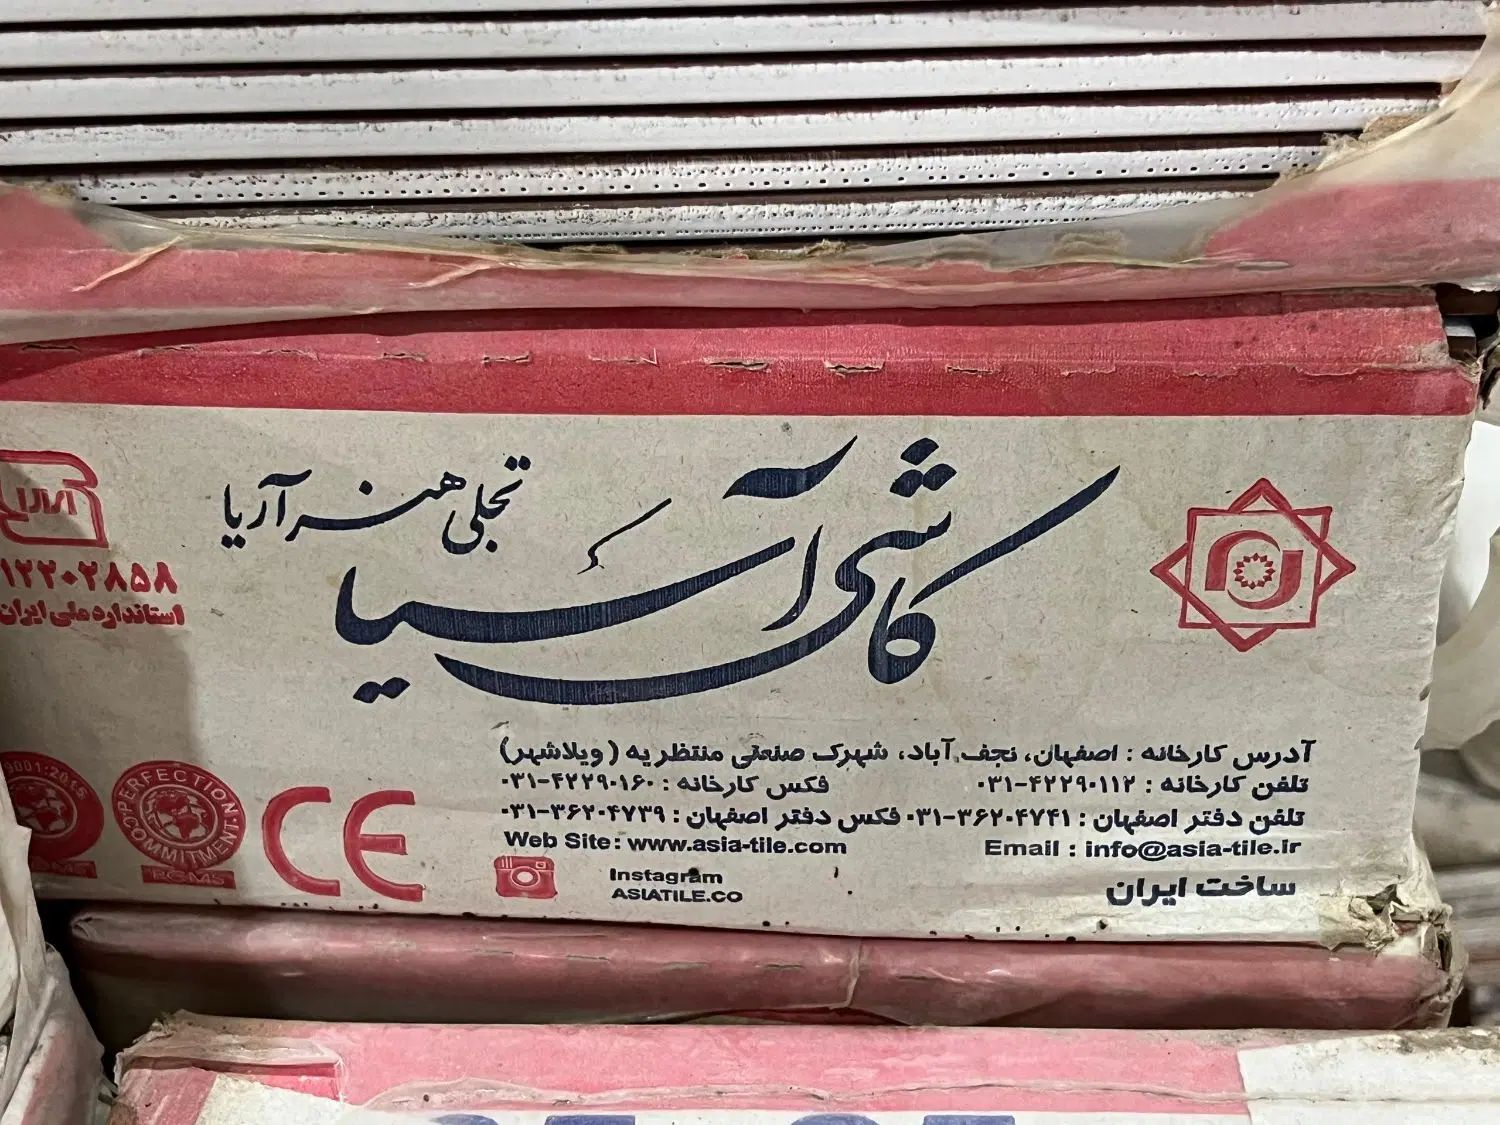 کاشی آسیا
تجلی هنر آریا
۱۲۲۰۲۸۵۸
استاندارد ملی ایران
آدرس کارخانه : اصفهان، نجف آباد، شهرک صنعتی منتظریه (ویلاشهر)
تلفن کارخانه : ۰۳۱-۴۲۲۹۰۱۱۲ فکس کارخانه : ۰۳۱-۴۲۲۹۰۱۶۰
تلفن دفتر اصفهان : ۰۳۱-۳۶۲۰۴۷۴۱ فکس دفتر اصفهان : ۰۳۱-۳۶۲۰۴۷۳۹
Web Site : www.asia-tile.com Email : info@asia-tile.ir
Instagram
ASIATILE.CO
ساخت ایران
9001:2015
PERFECTION COMMITMENT
CE